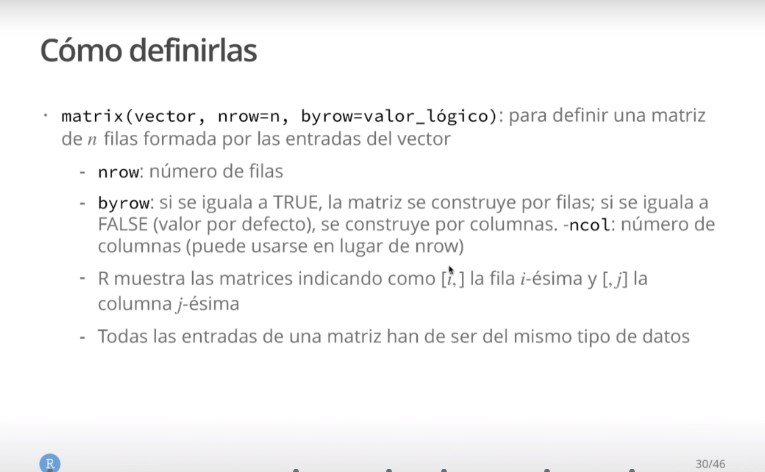 Cómo definirlas
· matrix(vector, nrow=n, byrow=valor_lógico): para definir una matriz
de n filas formada por las entradas del vector
- nrow: número de filas
- byrow: si se iguala a TRUE, la matriz se construye por filas; si se iguala a
FALSE (valor por defecto), se construye por columnas. -ncol: número de
columnas (puede usarse en lugar de nrow)
- R muestra las matrices indicando como [i,] la fila i-ésima y [,j] la
columna j-ésima
- Todas las entradas de una matriz han de ser del mismo tipo de datos
R
30/46